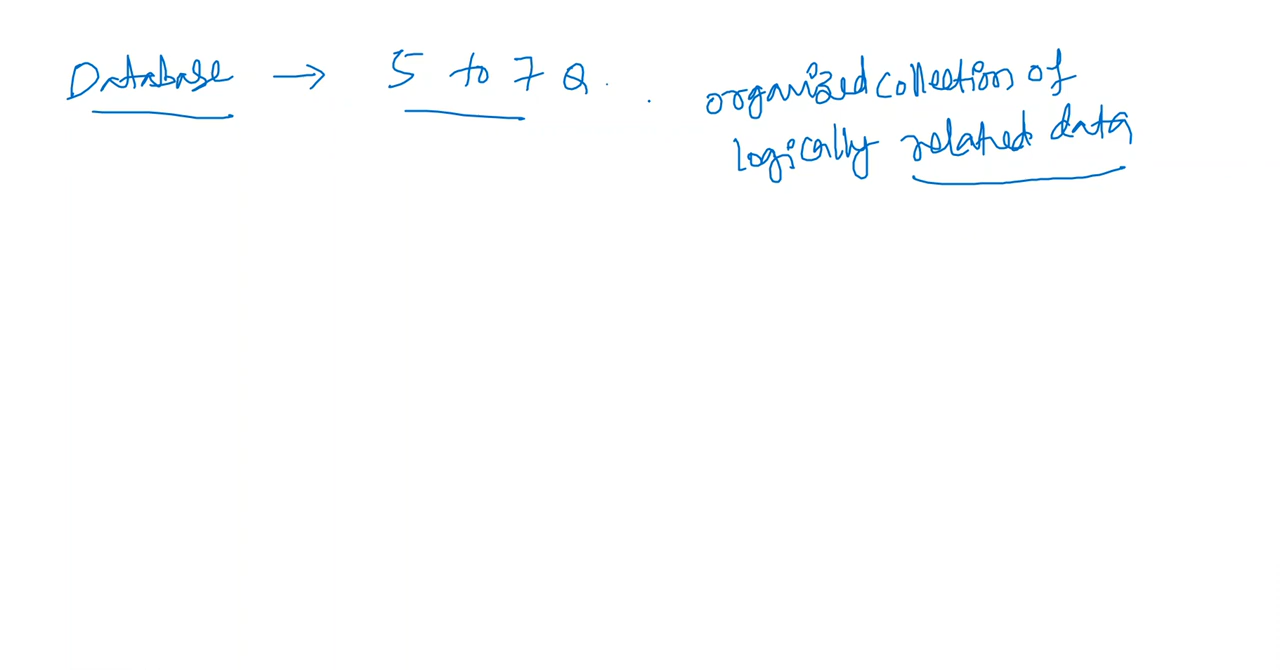 Database → 5 to 7 Q.
organized collection of
logically related data